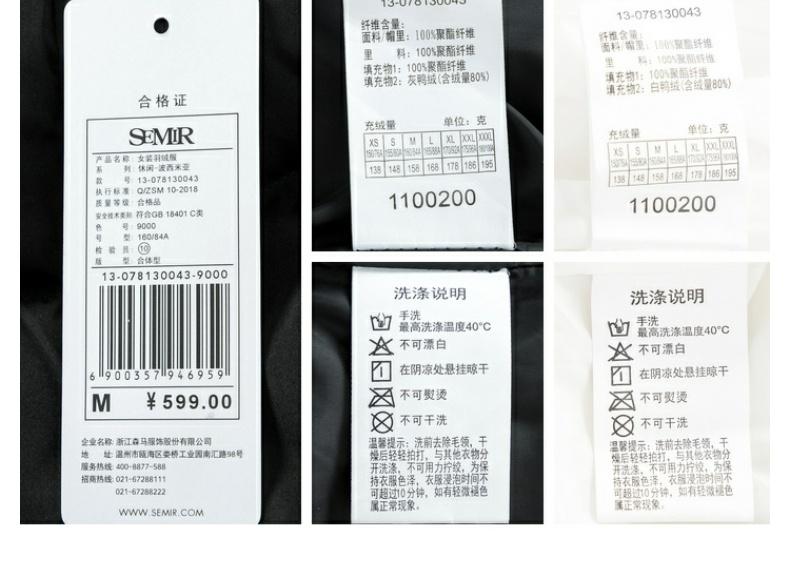 合格证
SEMIR
产品名称: 女装羽绒服
系 列: 休闲-波西米亚
款 号: 13-078130043
执行标准: Q/ZSM 10-2018
质量等级: 合格品
安全技术类别: 符合GB 18401 C类
色 号: 9000
号 型: 160/84A
检 验 员: 10
版 型: 合体型
13-078130043-9000
6 900357 946959
M ¥599.00
企业名称: 浙江森马服饰股份有限公司
地 址: 温州市瓯海区娄桥工业园南汇路98号
服务热线: 400-8877-588
招商热线: 021-67288111
021-67288222
WWW.SEMIR.COM
13-078130043
纤维含量:
面料/帽里: 100%聚酯纤维
里 料: 100%聚酯纤维
填充物1: 100%聚酯纤维
填充物2: 灰鸭绒(含绒量80%)
充绒量 单位: 克
XS S M L XL XXL XXXL
138 148 158 168 178 186 195
1100200
13-078130043
纤维含量:
面料/帽里: 100%聚酯纤维
里 料: 100%聚酯纤维
填充物1: 100%聚酯纤维
填充物2: 白鸭绒(含绒量80%)
充绒量 单位: 克
XS S M L XL XXL XXXL
138 148 158 168 178 186 195
1100200
洗涤说明
手洗
最高洗涤温度40°C
不可漂白
在阴凉处悬挂晾干
不可熨烫
不可干洗
温馨提示: 洗前去除毛领, 干
燥后轻轻拍打, 与其他衣物分
开洗涤, 不可用力拧绞, 为保
持衣服色泽, 衣服浸泡时间不
可超过10分钟, 如有轻微褪色
属正常现象。
洗涤说明
手洗
最高洗涤温度40°C
不可漂白
在阴凉处悬挂晾干
不可熨烫
不可干洗
温馨提示: 洗前去除毛领, 干
燥后轻轻拍打, 与其他衣物分
开洗涤, 不可用力拧绞, 为保
持衣服色泽, 衣服浸泡时间不
可超过10分钟, 如有轻微褪色
属正常现象。